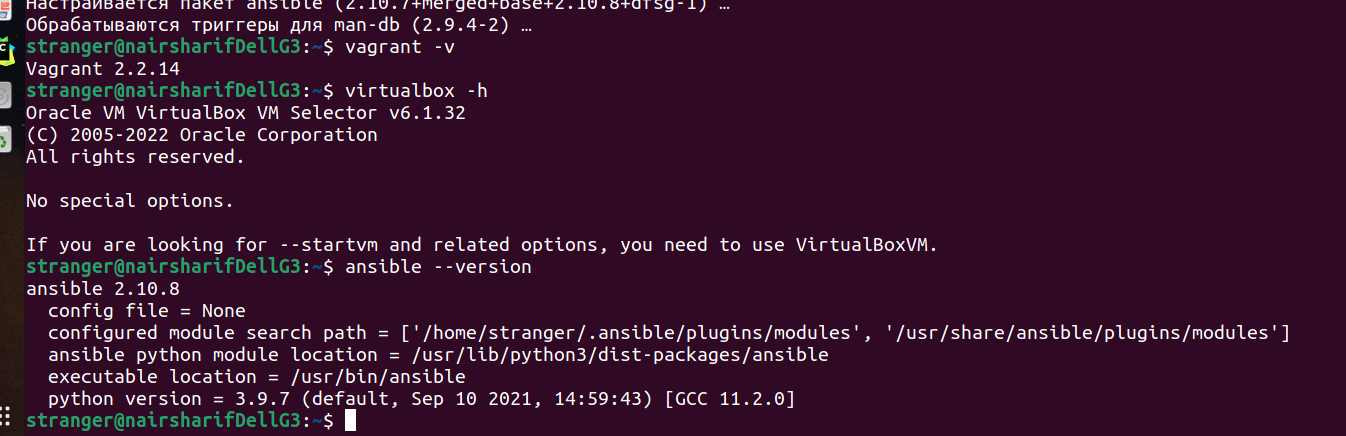 Настраивается пакет ansible (2.10.7+merged+base+2.10.8+dfsg-1) …
Обрабатываются триггеры для man-db (2.9.4-2) …
stranger@nairsharifDellG3:~$ vagrant -v
Vagrant 2.2.14
stranger@nairsharifDellG3:~$ virtualbox -h
Oracle VM VirtualBox VM Selector v6.1.32
(C) 2005-2022 Oracle Corporation
All rights reserved.

No special options.

If you are looking for --startvm and related options, you need to use VirtualBoxVM.
stranger@nairsharifDellG3:~$ ansible --version
ansible 2.10.8
  config file = None
  configured module search path = ['/home/stranger/.ansible/plugins/modules', '/usr/share/ansible/plugins/modules']
  ansible python module location = /usr/lib/python3/dist-packages/ansible
  executable location = /usr/bin/ansible
  python version = 3.9.7 (default, Sep 10 2021, 14:59:43) [GCC 11.2.0]
stranger@nairsharifDellG3:~$